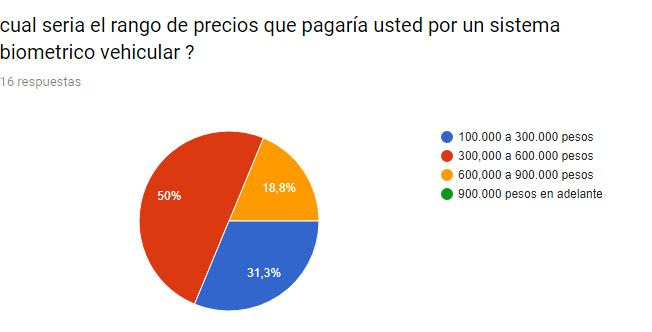 cual seria el rango de precios que pagaría usted por un sistema
biometrico vehicular ?
16 respuestas
100.000 a 300.000 pesos
300,000 a 600.000 pesos
600,000 a 900.000 pesos
900.000 pesos en adelante
50%
18,8%
31,3%